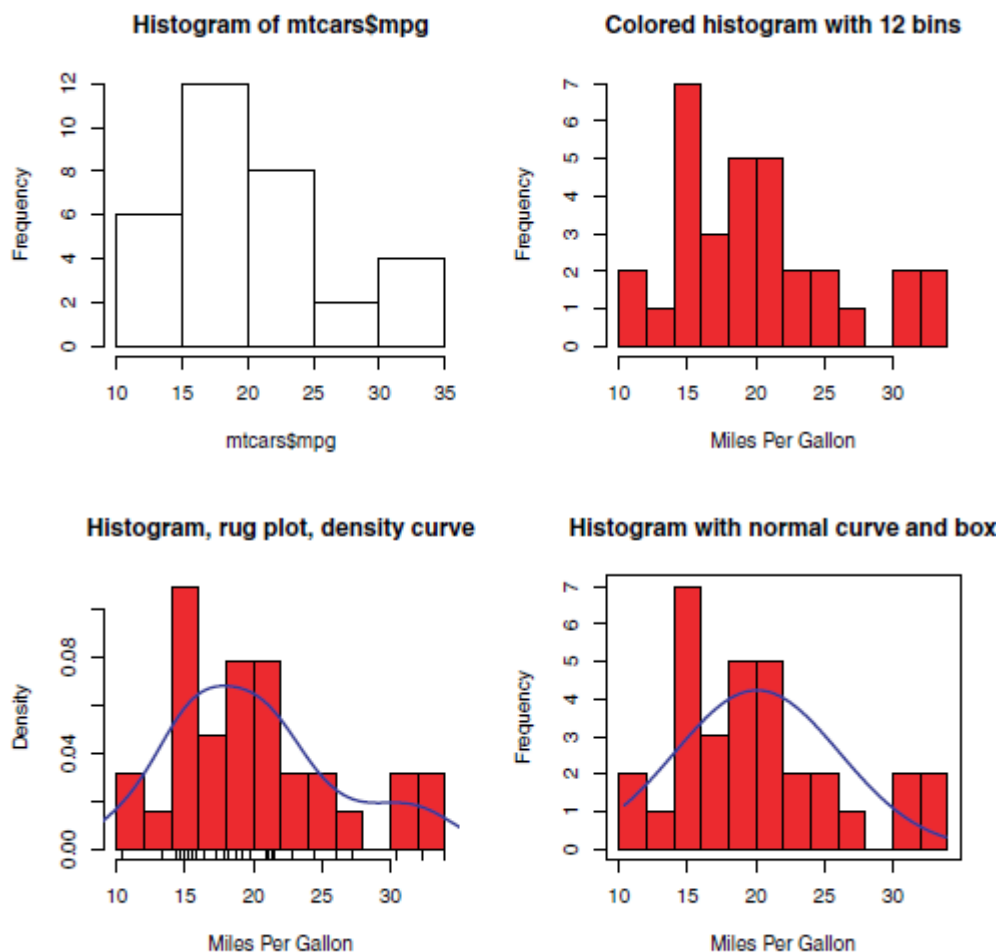 Histogram of mtcars$mpg
Frequency
12
10
8
6
4
2
0
10 15 20 25 30 35
mtcars$mpg
Colored histogram with 12 bins
Frequency
7
6
5
4
3
2
1
0
10 15 20 25 30
Miles Per Gallon
Histogram, rug plot, density curve
Density
0.08
0.04
0.00
10 15 20 25 30
Miles Per Gallon
Histogram with normal curve and box
Frequency
7
6
5
4
3
2
1
0
10 15 20 25 30
Miles Per Gallon